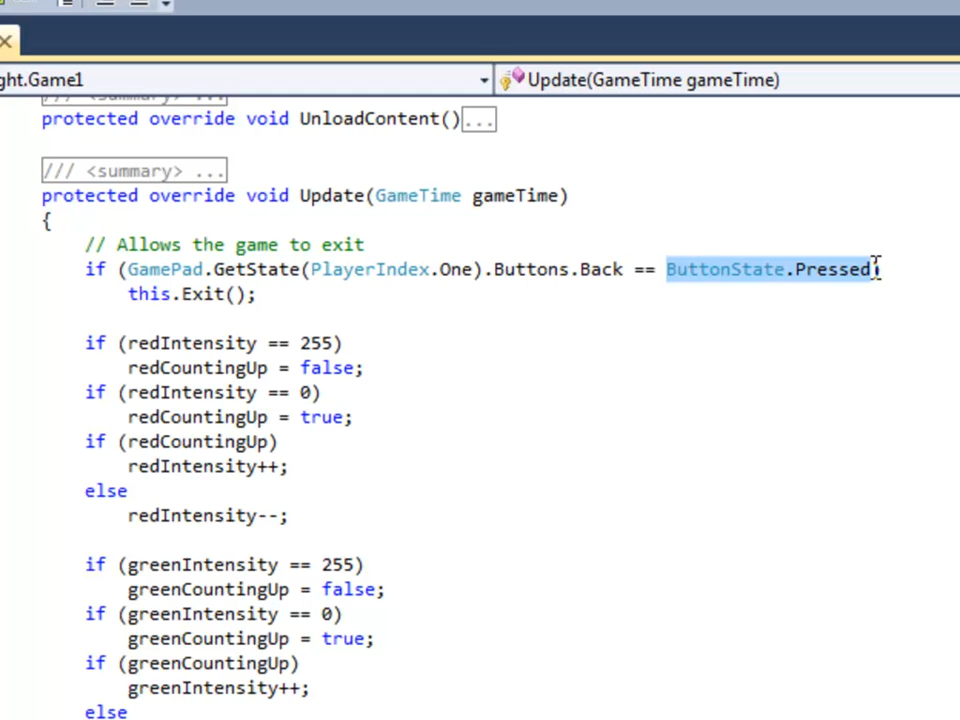 ght.Game1
Update(GameTime gameTime)
/// <summary> ...
protected override void UnloadContent()...
/// <summary> ...
protected override void Update(GameTime gameTime)
{
// Allows the game to exit
if (GamePad.GetState(PlayerIndex.One).Buttons.Back == ButtonState.Pressed)
this.Exit();
if (redIntensity == 255)
redCountingUp = false;
if (redIntensity == 0)
redCountingUp = true;
if (redCountingUp)
redIntensity++;
else
redIntensity--;
if (greenIntensity == 255)
greenCountingUp = false;
if (greenIntensity == 0)
greenCountingUp = true;
if (greenCountingUp)
greenIntensity++;
else